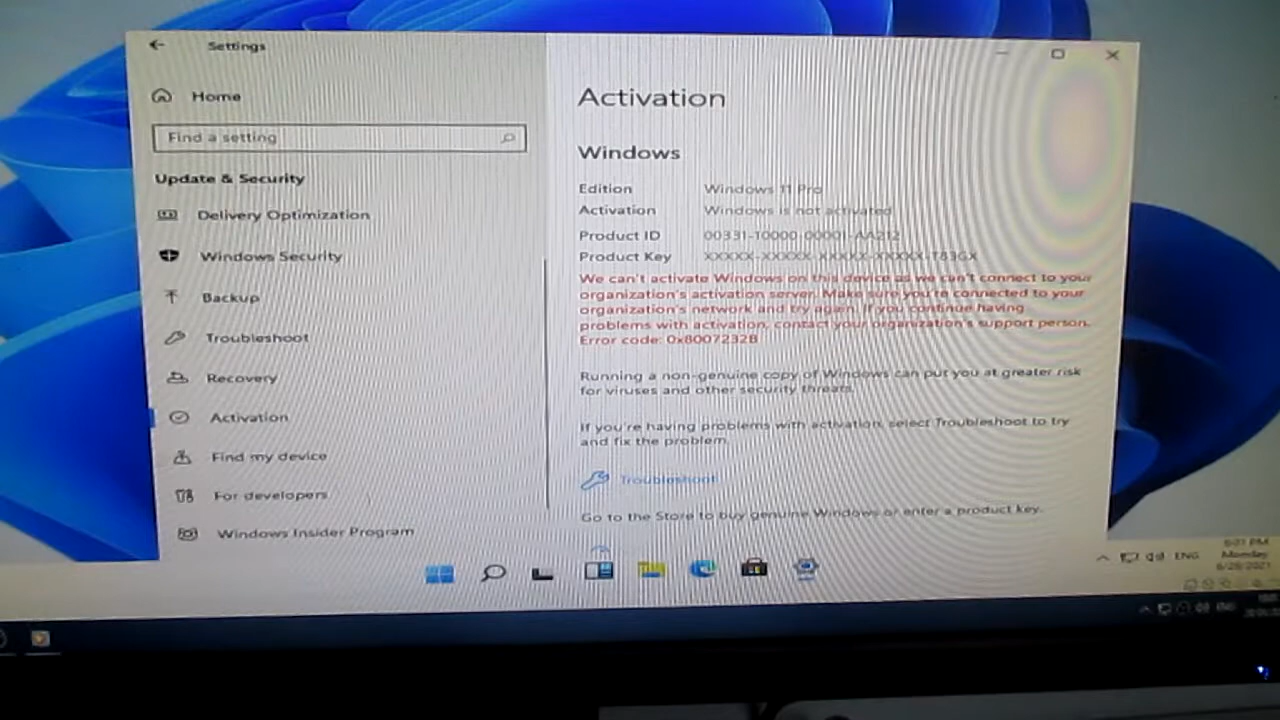 Settings
Home
Find a setting
Update & Security
Delivery Optimization
Windows Security
Backup
Troubleshoot
Recovery
Activation
Find my device
For developers
Windows Insider Program
Activation
Windows
Edition Windows 11 Pro
Activation Windows is not activated
Product ID 00331-10000-00001-AA212
Product Key XXXXX-XXXXX-XXXXX-XXXXX-T83GX
We can't activate Windows on this device as we can't connect to your
organization's activation server. Make sure you're connected to your
organization's network and try again. If you continue having
problems with activation, contact your organization's support person.
Error code: 0x8007232B
Running a non-genuine copy of Windows can put you at greater risk
for viruses and other security threats.
If you're having problems with activation, select Troubleshoot to try
and fix the problem.
Troubleshoot
Go to the Store to buy genuine Windows or enter a product key.
ENG
PM
Monday
6/28/2021
ENG